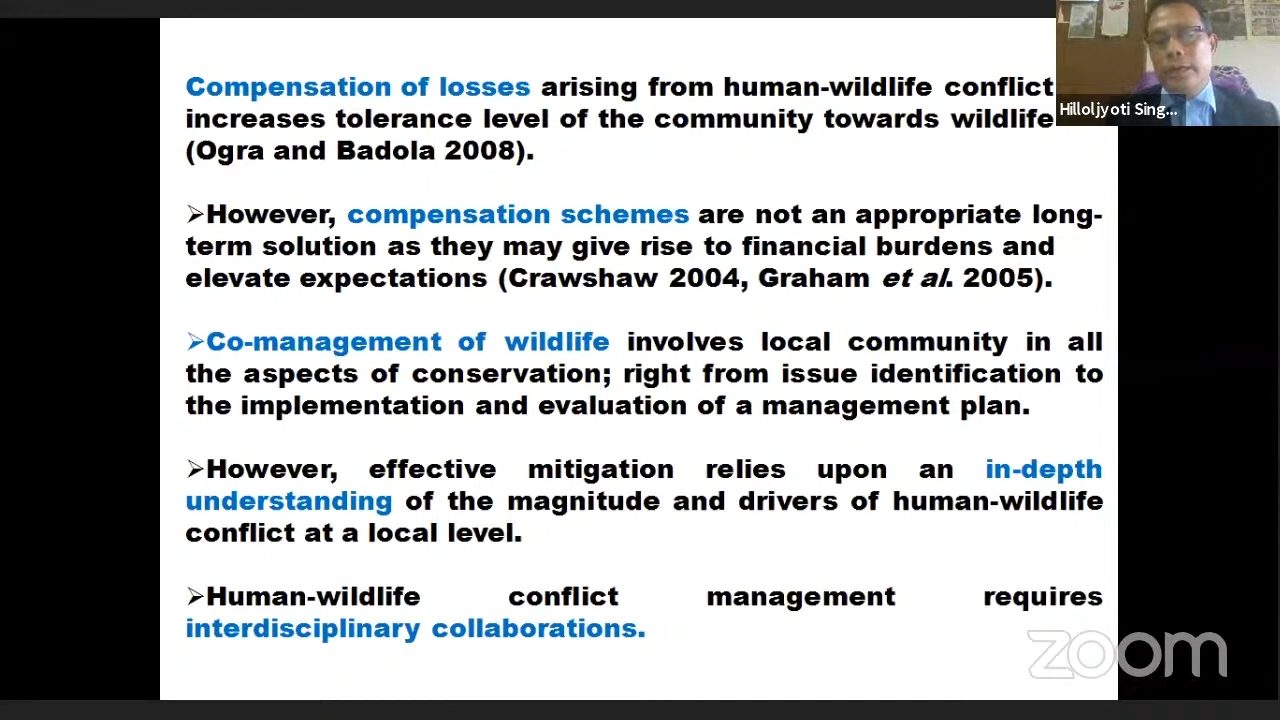 Compensation of losses arising from human-wildlife conflict
increases tolerance level of the community towards wildlife
(Ogra and Badola 2008).
➢However, compensation schemes are not an appropriate long-
term solution as they may give rise to financial burdens and
elevate expectations (Crawshaw 2004, Graham et al. 2005).
➢Co-management of wildlife involves local community in all
the aspects of conservation; right from issue identification to
the implementation and evaluation of a management plan.
➢However, effective mitigation relies upon an in-depth
understanding of the magnitude and drivers of human-wildlife
conflict at a local level.
➢Human-wildlife conflict management requires
interdisciplinary collaborations.
Hilloljyoti Sing...
zoom